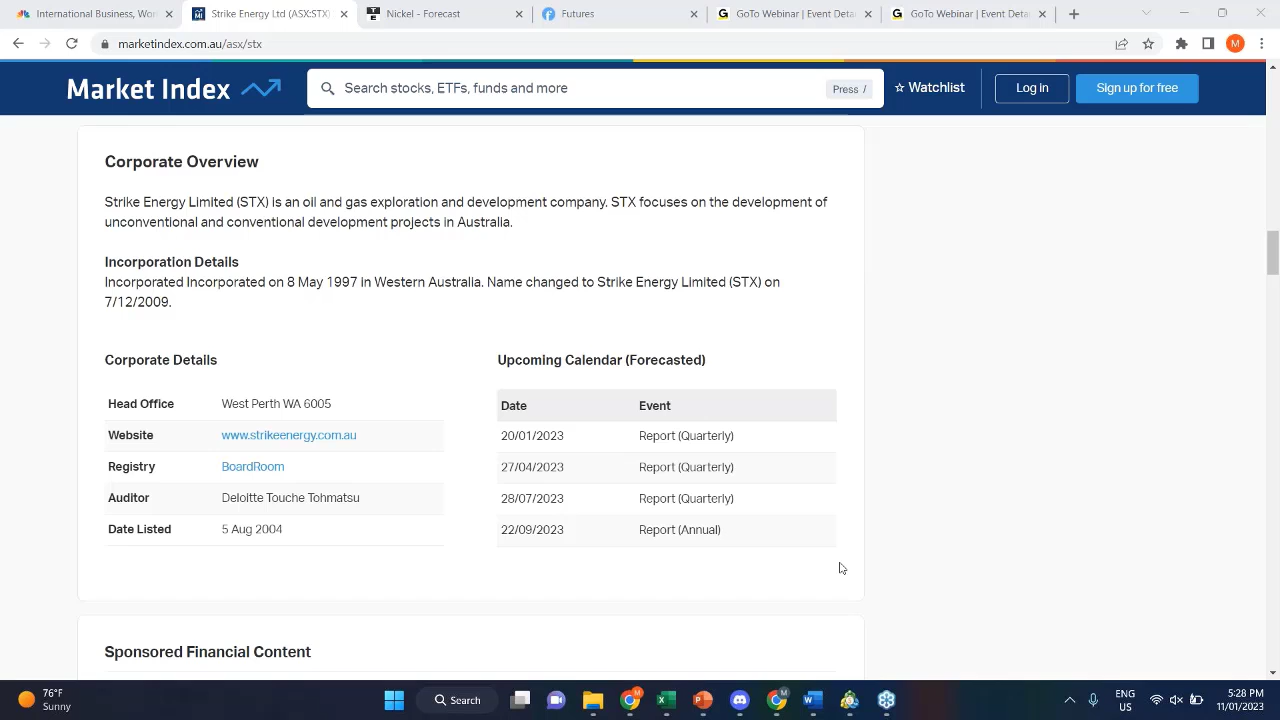 International Business, Wor
Strike Energy Ltd (ASX:STX)
Nickel - Forecast
Futures
GoTo Webinar | Event Deta
GoTo Webinar | Event Deta
marketindex.com.au/asx/stx
M
Market Index
Search stocks, ETFs, funds and more
Press /
Watchlist
Log in
Sign up for free
Corporate Overview
Strike Energy Limited (STX) is an oil and gas exploration and development company. STX focuses on the development of
unconventional and conventional development projects in Australia.
Incorporation Details
Incorporated Incorporated on 8 May 1997 in Western Australia. Name changed to Strike Energy Limited (STX) on
7/12/2009.
Corporate Details
Head Office West Perth WA 6005
Website www.strikeenergy.com.au
Registry BoardRoom
Auditor Deloitte Touche Tohmatsu
Date Listed 5 Aug 2004
Upcoming Calendar (Forecasted)
Date Event
20/01/2023 Report (Quarterly)
27/04/2023 Report (Quarterly)
28/07/2023 Report (Quarterly)
22/09/2023 Report (Annual)
Sponsored Financial Content
76°F
Sunny
Search
ENG
US
5:28 PM
11/01/2023